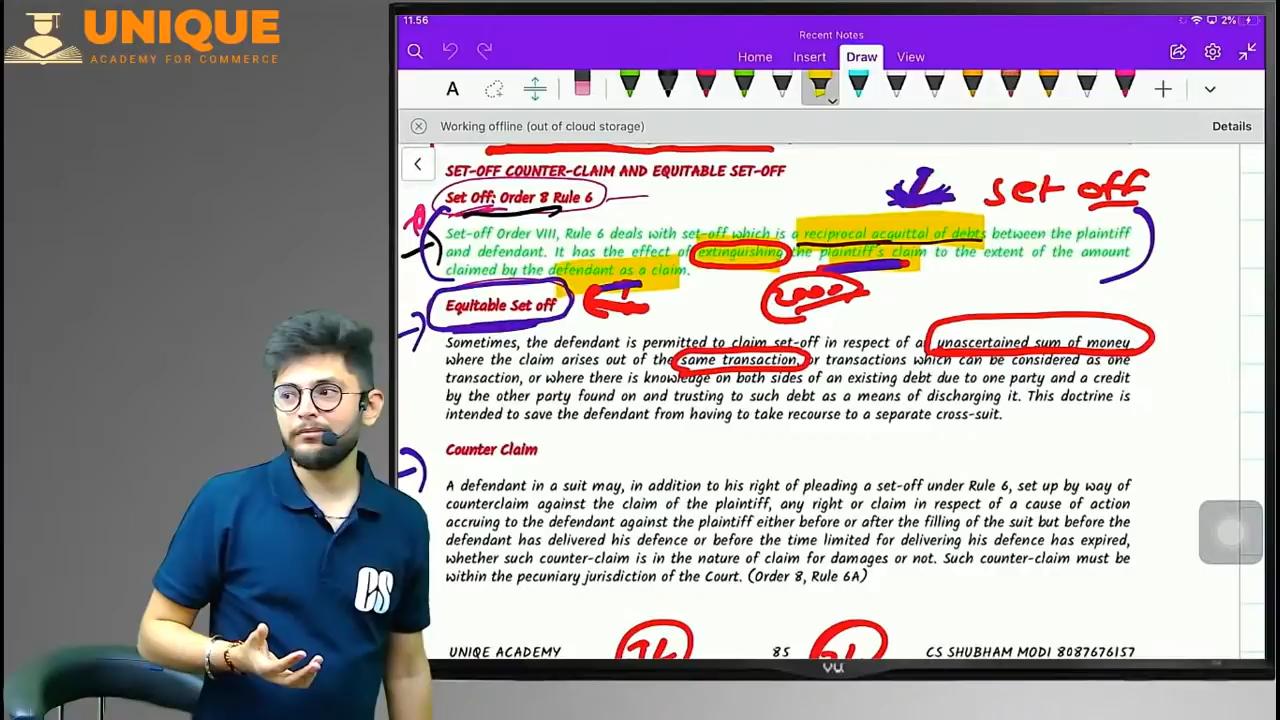 UNIQUE
ACADEMY FOR COMMERCE
11.56
2%
Recent Notes
Home Insert Draw View
A
Working offline (out of cloud storage)
Details
SET-OFF COUNTER-CLAIM AND EQUITABLE SET-OFF
Set Off: Order 8 Rule 6
set off
Set-off Order VIII, Rule 6 deals with set-off which is a reciprocal acquittal of debts between the plaintiff
and defendant. It has the effect of extinguishing the plaintiff's claim to the extent of the amount
claimed by the defendant as a claim.
Equitable Set off
Sometimes, the defendant is permitted to claim set-off in respect of an unascertained sum of money
where the claim arises out of the same transaction, or transactions which can be considered as one
transaction, or where there is knowledge on both sides of an existing debt due to one party and a credit
by the other party found on and trusting to such debt as a means of discharging it. This doctrine is
intended to save the defendant from having to take recourse to a separate cross-suit.
Counter Claim
A defendant in a suit may, in addition to his right of pleading a set-off under Rule 6, set up by way of
counterclaim against the claim of the plaintiff, any right or claim in respect of a cause of action
accruing to the defendant against the plaintiff either before or after the filling of the suit but before the
defendant has delivered his defence or before the time limited for delivering his defence has expired,
whether such counter-claim is in the nature of claim for damages or not. Such counter-claim must be
within the pecuniary jurisdiction of the Court. (Order 8, Rule 6A)
UNIQE ACADEMY 85 CS SHUBHAM MODI 8087676157
vu
CS